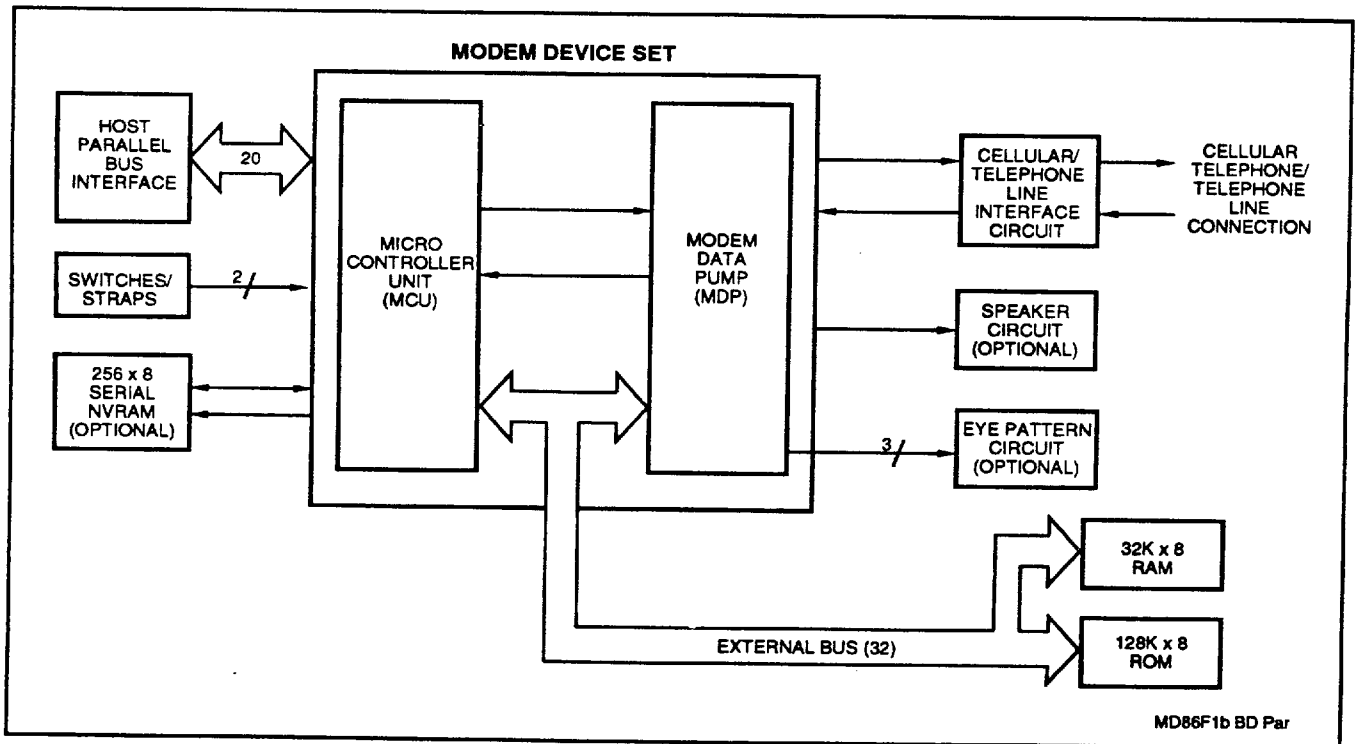 MODEM DEVICE SET
HOST
PARALLEL
BUS
INTERFACE
20
SWITCHES/
STRAPS
2
256 x 8
SERIAL
NVRAM
(OPTIONAL)
MICRO
CONTROLLER
UNIT
(MCU)
MODEM
DATA
PUMP
(MDP)
CELLULAR/
TELEPHONE
LINE
INTERFACE
CIRCUIT
CELLULAR
TELEPHONE/
TELEPHONE
LINE
CONNECTION
SPEAKER
CIRCUIT
(OPTIONAL)
3
EYE PATTERN
CIRCUIT
(OPTIONAL)
32K x 8
RAM
EXTERNAL BUS (32)
128K x 8
ROM
MD86F1b BD Par